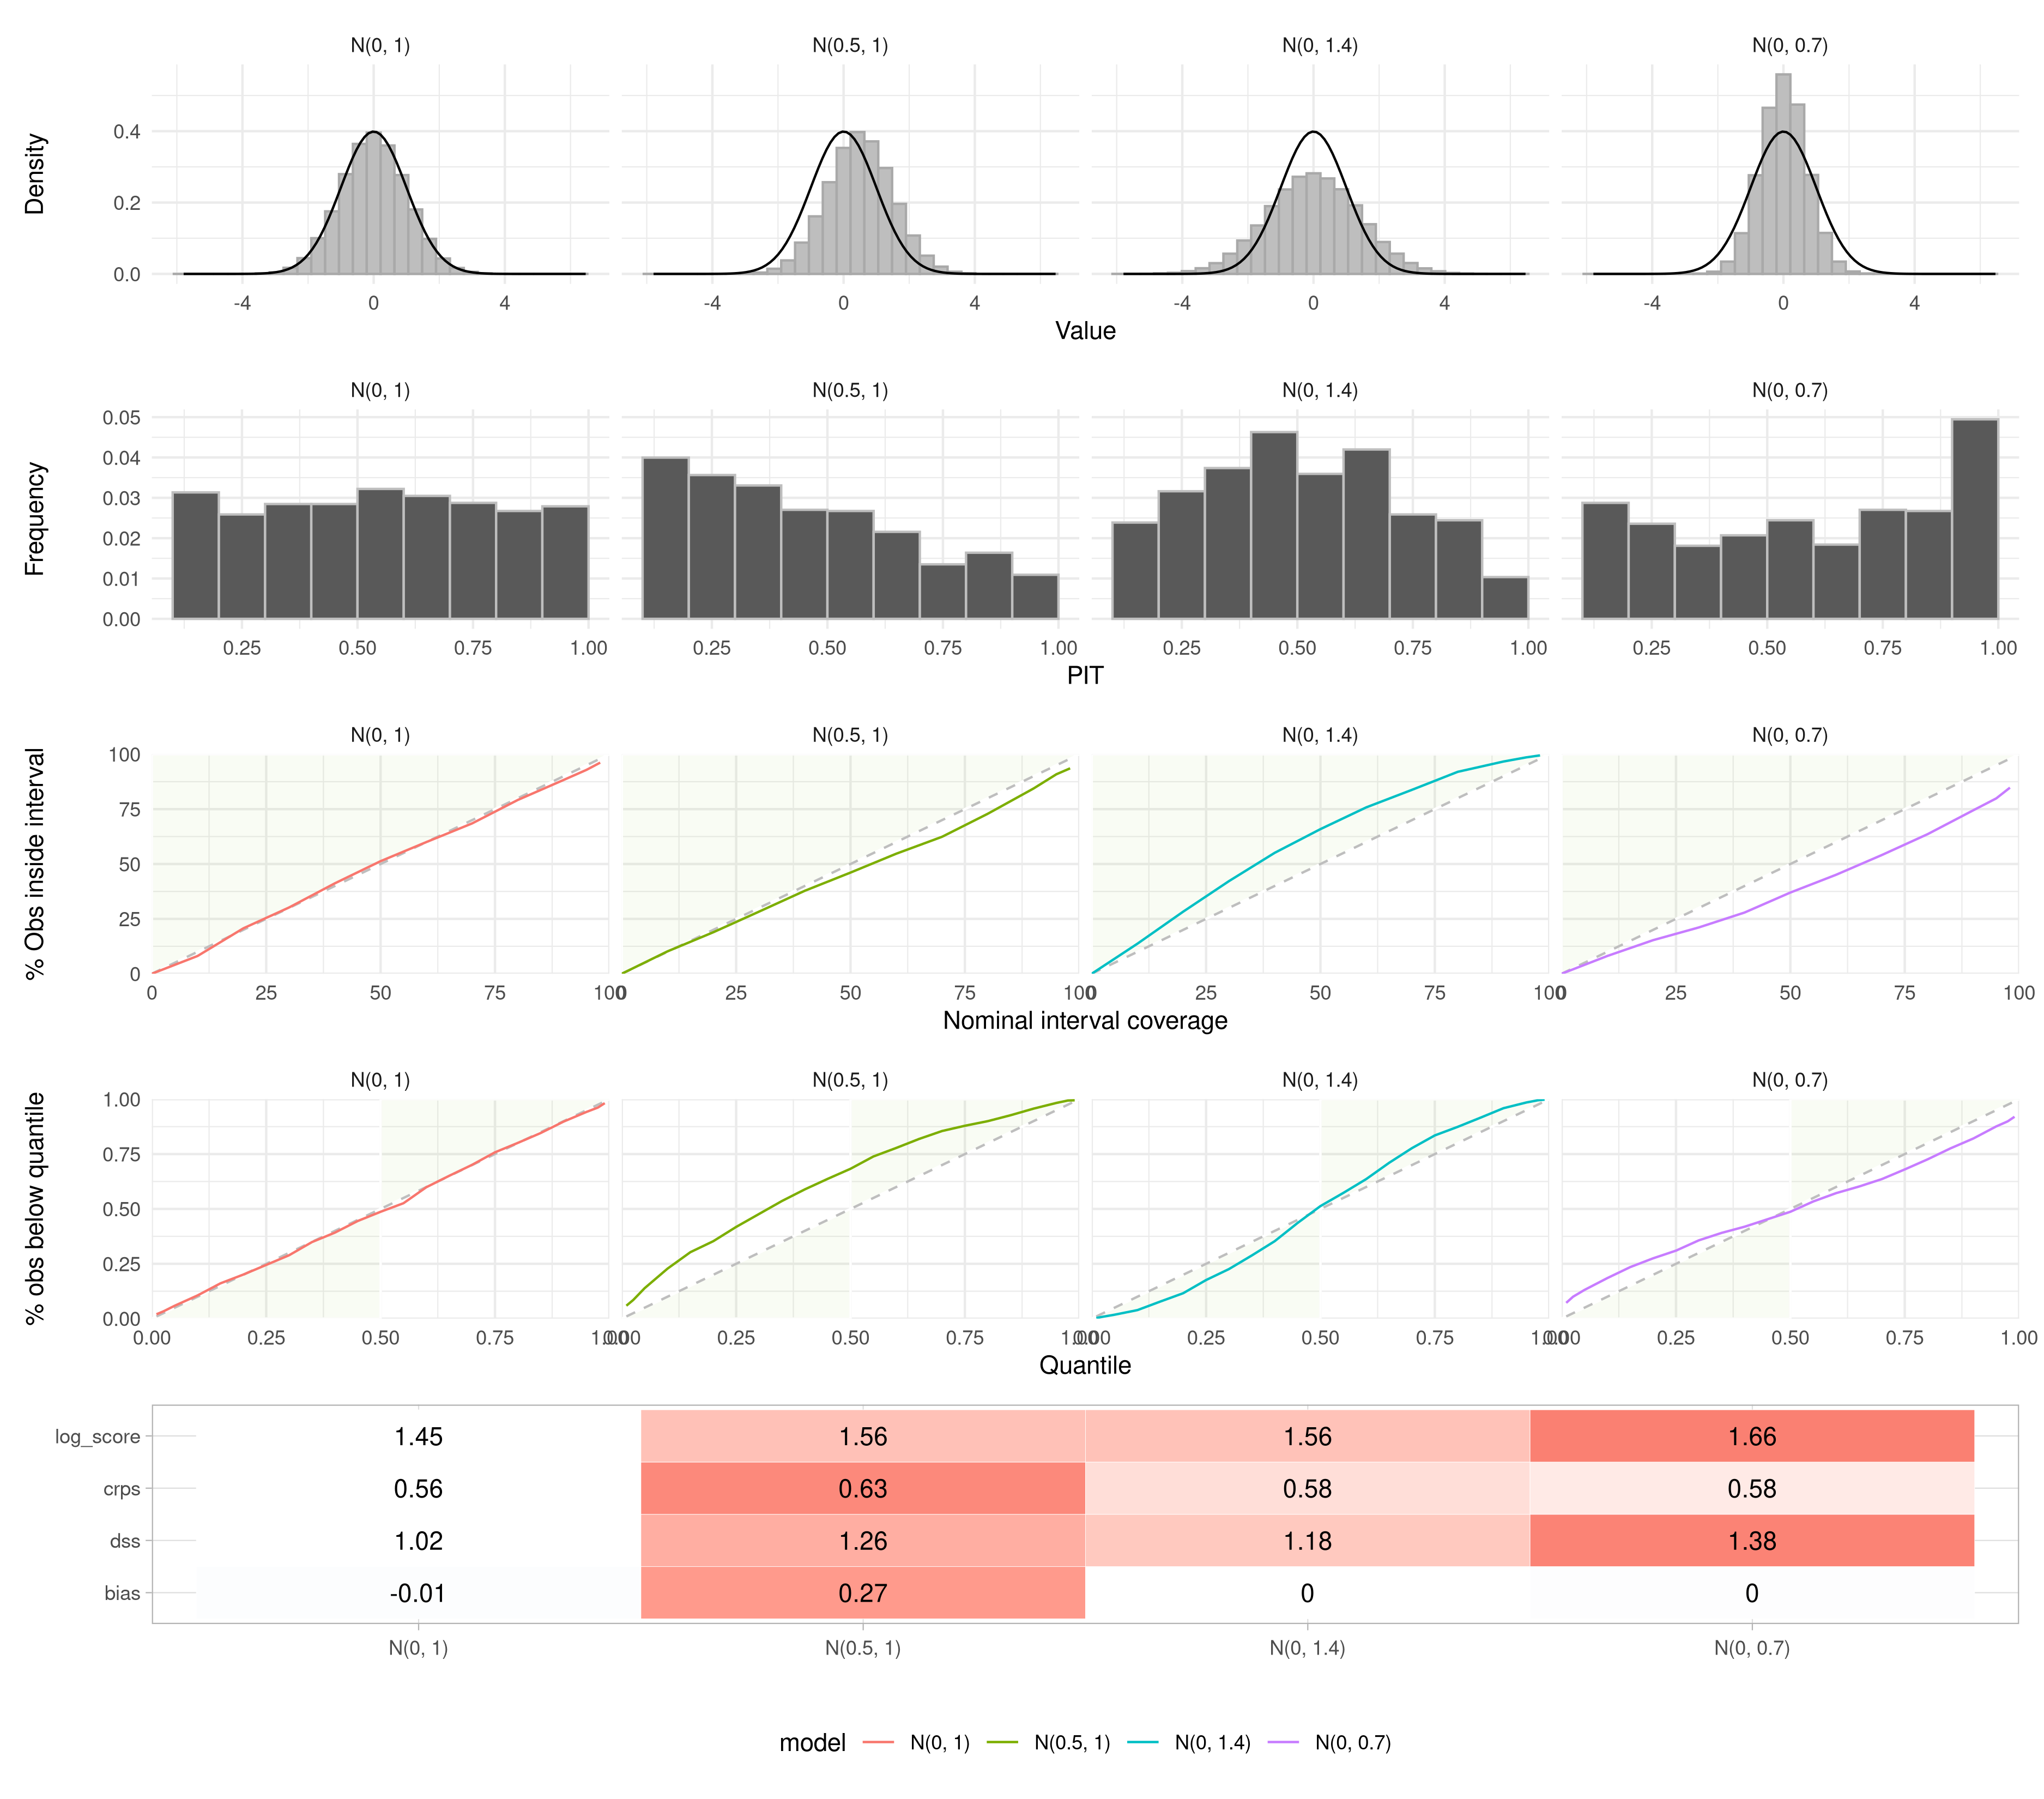 N(0, 1) N(0.5, 1) N(0, 1.4) N(0, 0.7)
Density
0.4
0.2
0.0
-4 0 4 -4 0 4 -4 0 4 -4 0 4
Value
N(0, 1) N(0.5, 1) N(0, 1.4) N(0, 0.7)
Frequency
0.05
0.04
0.03
0.02
0.01
0.00
0.25 0.50 0.75 1.00 0.25 0.50 0.75 1.00 0.25 0.50 0.75 1.00 0.25 0.50 0.75 1.00
PIT
N(0, 1) N(0.5, 1) N(0, 1.4) N(0, 0.7)
% Obs inside interval
100
75
50
25
0
0 25 50 75 100 0 25 50 75 100 0 25 50 75 100 0 25 50 75 100
Nominal interval coverage
N(0, 1) N(0.5, 1) N(0, 1.4) N(0, 0.7)
% obs below quantile
1.00
0.75
0.50
0.25
0.00
0.00 0.25 0.50 0.75 1.00 0.00 0.25 0.50 0.75 1.00 0.00 0.25 0.50 0.75 1.00 0.00 0.25 0.50 0.75 1.00
Quantile
log_score 1.45 1.56 1.56 1.66
crps 0.56 0.63 0.58 0.58
dss 1.02 1.26 1.18 1.38
bias -0.01 0.27 0 0
N(0, 1) N(0.5, 1) N(0, 1.4) N(0, 0.7)
model N(0, 1) N(0.5, 1) N(0, 1.4) N(0, 0.7)